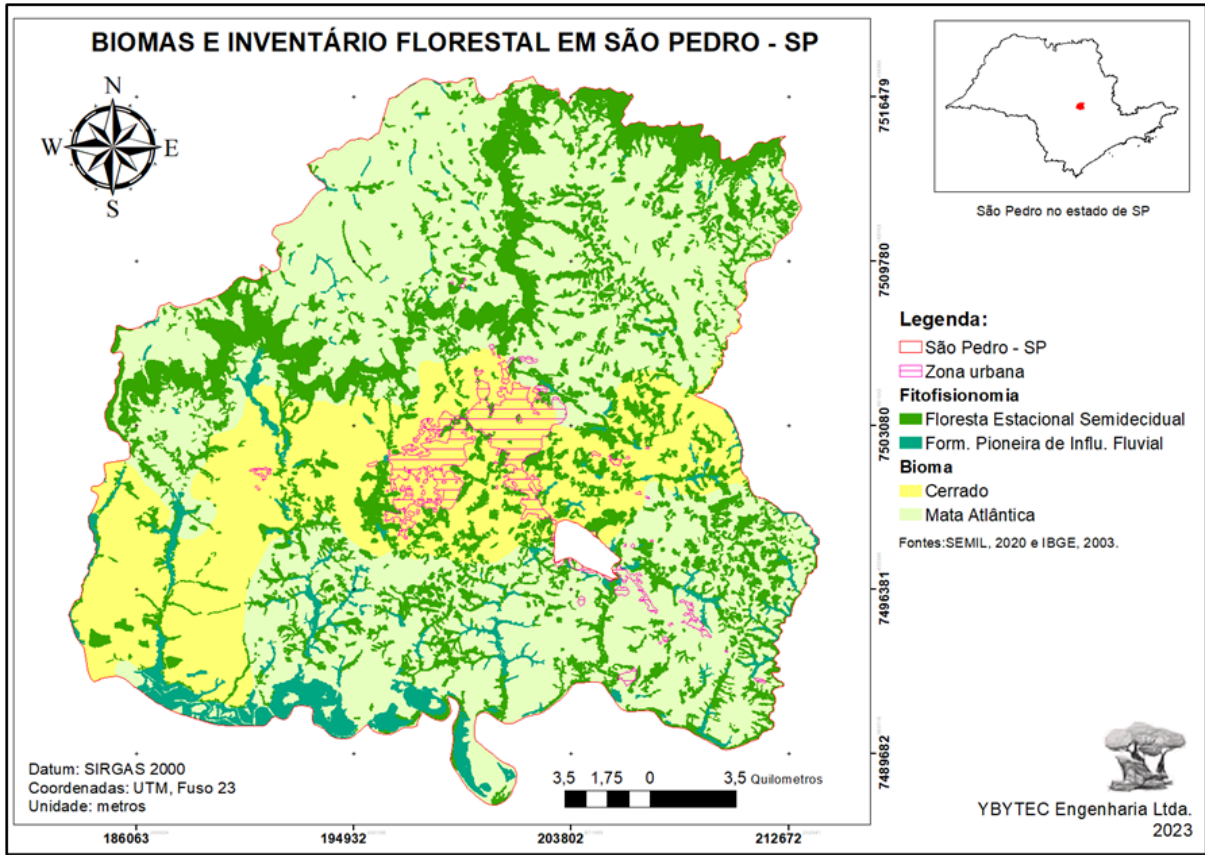 BIOMAS E INVENTÁRIO FLORESTAL EM SÃO PEDRO - SP
N
W
E
S
São Pedro no estado de SP
7516479
7509780
7503080
7496381
7489682
Legenda:
São Pedro - SP
Zona urbana
Fitofisionomia
Floresta Estacional Semidecidual
Form. Pioneira de Influ. Fluvial
Bioma
Cerrado
Mata Atlântica
Fontes:SEMIL, 2020 e IBGE, 2003.
Datum: SIRGAS 2000
Coordenadas: UTM, Fuso 23
Unidade: metros
3,5 1,75 0 3,5 Quilometros
186063 194932 203802 212672
YBYTEC Engenharia Ltda.
2023